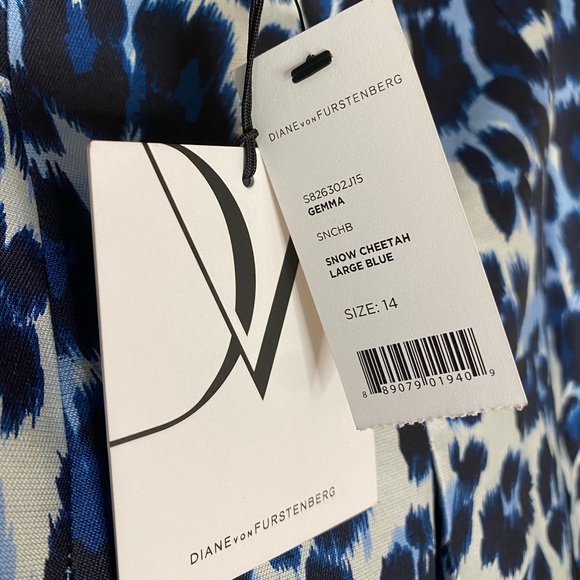 DIANE VON FURSTENBERG
S826302J15
GEMMA
SNCHB
SNOW CHEETAH
LARGE BLUE
SIZE: 14
8 89079 01940 9
DVF
DIANE VON FURSTENBERG